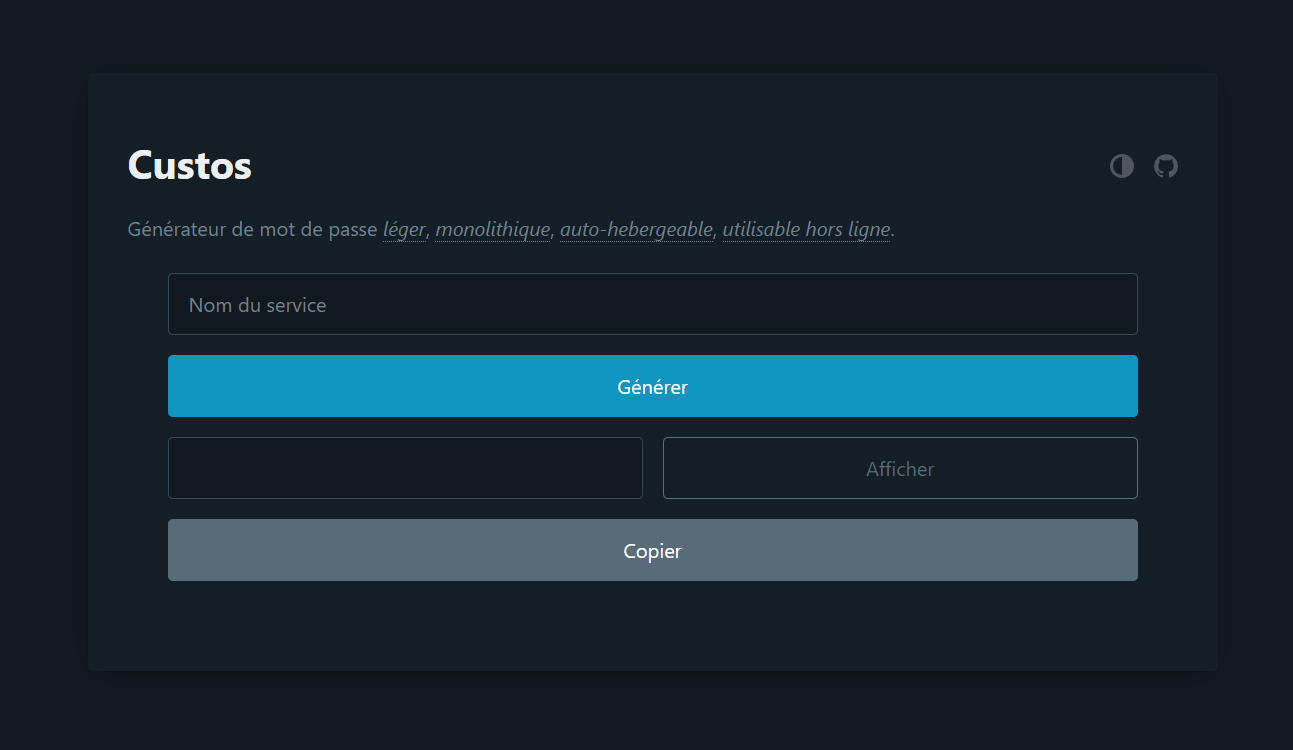 Custos
Générateur de mot de passe léger, monolithique, auto-hebergeable, utilisable hors ligne.
Nom du service
Générer
Afficher
Copier